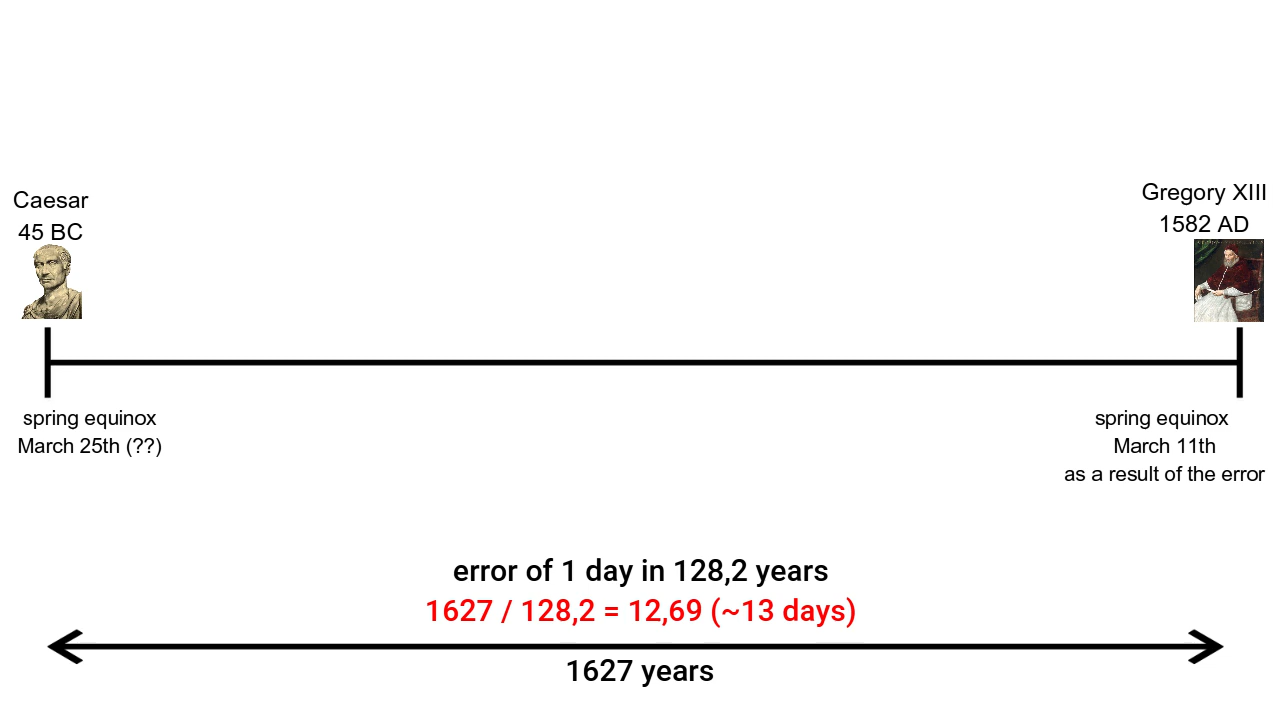 Caesar
45 BC
Gregory XIII
1582 AD
spring equinox
March 25th (??)
spring equinox
March 11th
as a result of the error
error of 1 day in 128,2 years
1627 / 128,2 = 12,69 (~13 days)
1627 years